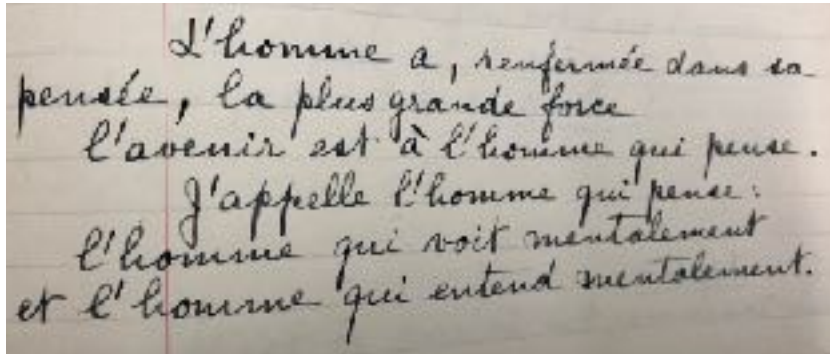 L'homme a, renfermée dans sa
pensée, la plus grande force
l'avenir est à l'homme qui pense.
J'appelle l'homme qui pense:
l'homme qui voit mentalement
et l'homme qui entend mentalement.